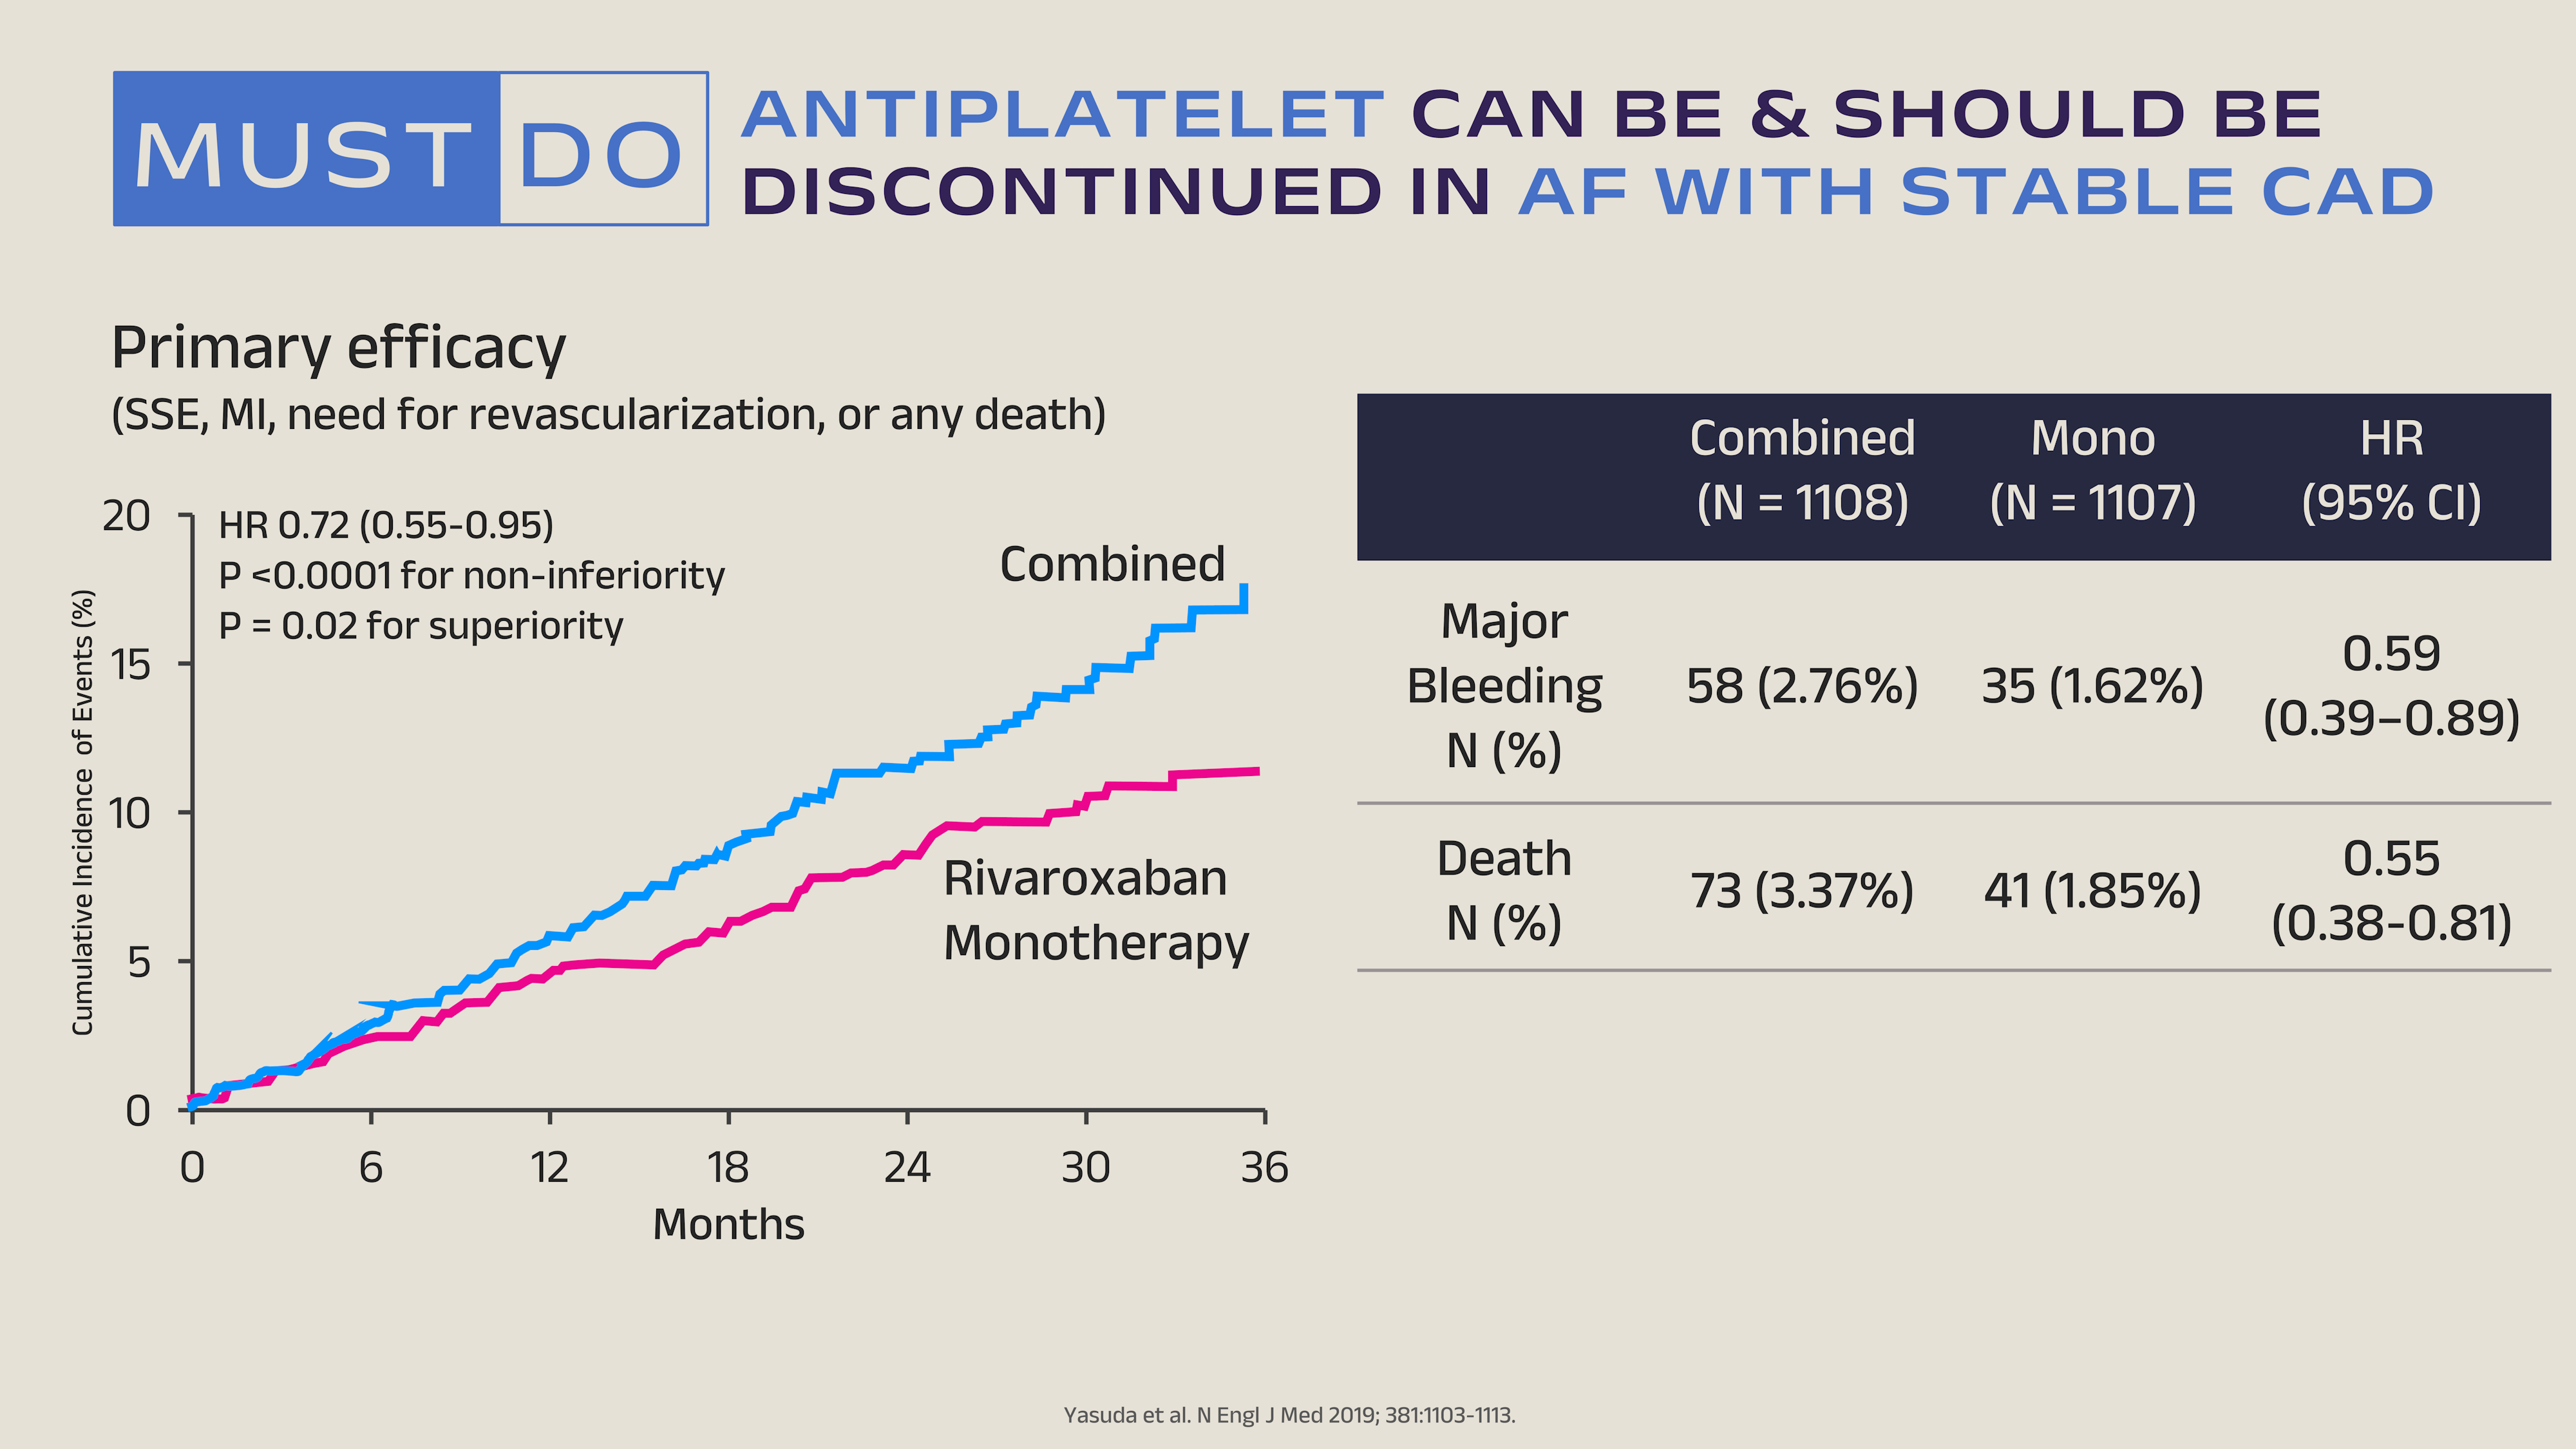 MUST DO
ANTIPLATELET CAN BE & SHOULD BE
DISCONTINUED IN AF WITH STABLE CAD
Primary efficacy
(SSE, MI, need for revascularization, or any death)
HR 0.72 (0.55-0.95)
P <0.0001 for non-inferiority
P = 0.02 for superiority
Combined
Rivaroxaban
Monotherapy
Cumulative Incidence of Events (%)
20
15
10
5
0
0 6 12 18 24 30 36
Months
Combined Mono HR
(N = 1108) (N = 1107) (95% CI)
Major
Bleeding
N (%)
58 (2.76%) 35 (1.62%)
0.59
(0.39–0.89)
Death
N (%)
73 (3.37%) 41 (1.85%)
0.55
(0.38-0.81)
Yasuda et al. N Engl J Med 2019; 381:1103-1113.